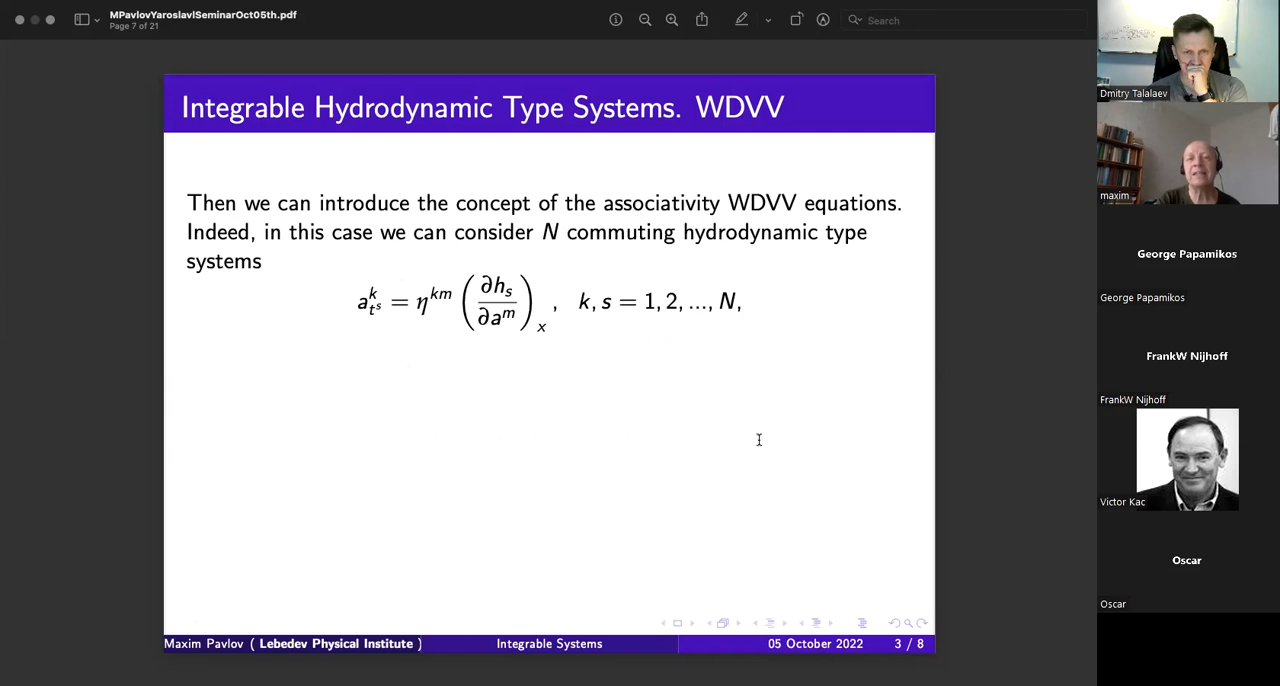 MPavlovYaroslavlSeminarOct05th.pdf
Page 7 of 21
Search
Integrable Hydrodynamic Type Systems. WDVV
Then we can introduce the concept of the associativity WDVV equations.
Indeed, in this case we can consider N commuting hydrodynamic type
systems
a^k_{t^s} = η^{km} (∂h_s/∂a^m)_x , k, s = 1, 2, ..., N,
Maxim Pavlov ( Lebedev Physical Institute )
Integrable Systems
05 October 2022
3 / 8
Dmitry Talalaev
maxim
George Papamikos
George Papamikos
FrankW Nijhoff
FrankW Nijhoff
Victor Kac
Oscar
Oscar